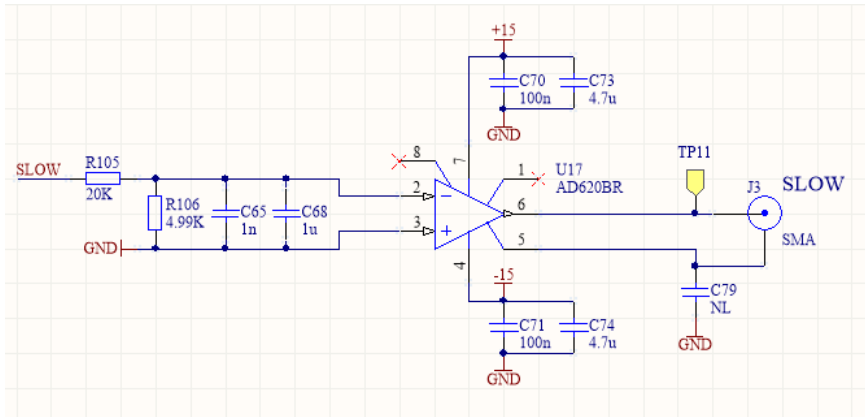 +15
C70
100n
C73
4.7u
GND
8
7
1
U17
AD620BR
TP11
J3
SLOW
SMA
SLOW
R105
20K
R106
4.99K
C65
1n
C68
1u
GND
2
3
6
5
4
-15
C71
100n
C74
4.7u
GND
C79
NL
GND